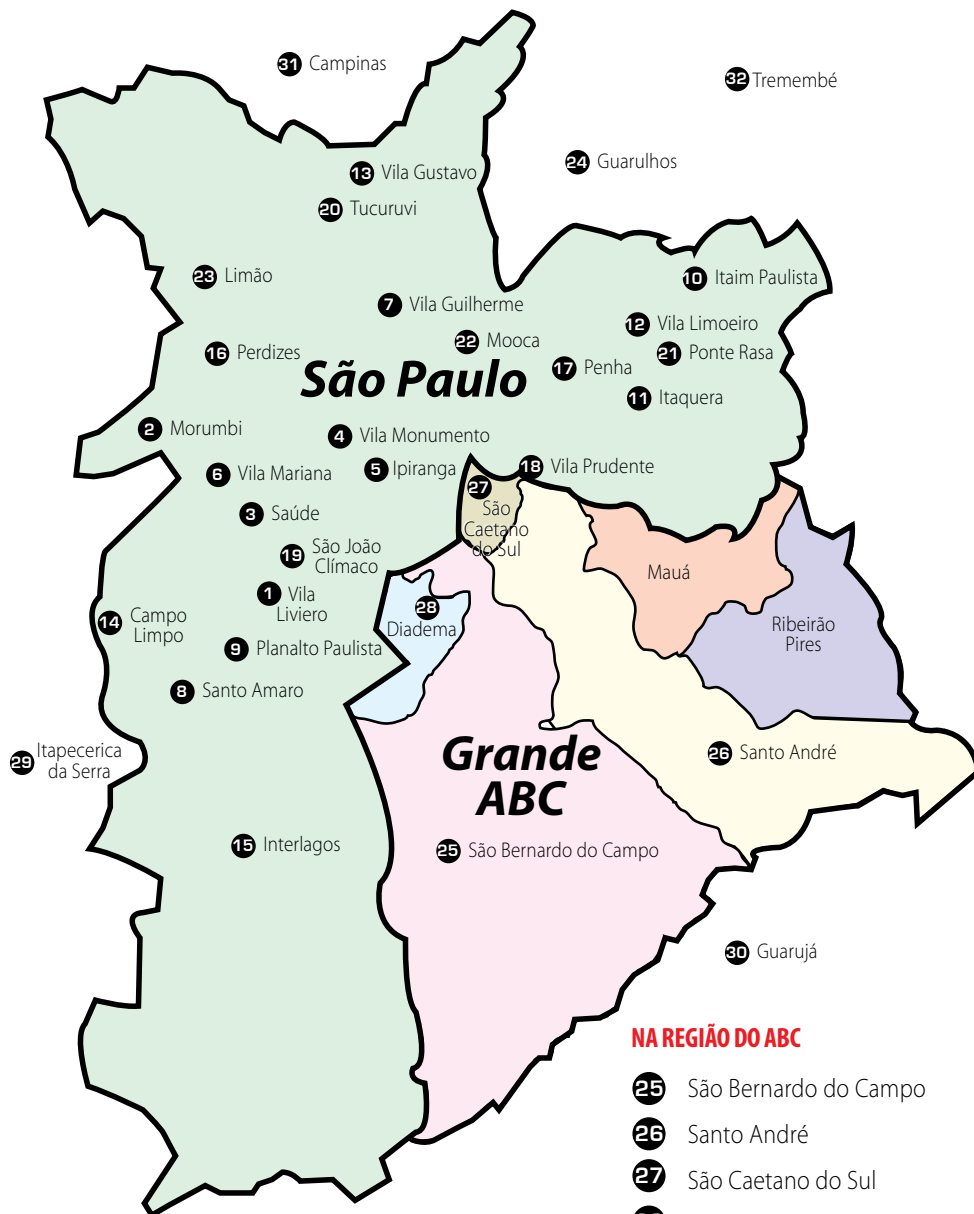 31 Campinas
32 Tremembé
24 Guarulhos
13 Vila Gustavo
20 Tucuruvi
23 Limão
10 Itaim Paulista
7 Vila Guilherme
12 Vila Limoeiro
22 Mooca
16 Perdizes
21 Ponte Rasa
17 Penha
São Paulo
11 Itaquera
2 Morumbi
4 Vila Monumento
6 Vila Mariana
5 Ipiranga
18 Vila Prudente
27
São
Caetano
do Sul
3 Saúde
19 São João
Clímaco
Mauá
1 Vila
Liviero
28
Diadema
14 Campo
Limpo
Ribeirão
Pires
9 Planalto Paulista
8 Santo Amaro
29 Itapecerica
da Serra
Grande
ABC
26 Santo André
15 Interlagos
25 São Bernardo do Campo
30 Guarujá
NA REGIÃO DO ABC
25 São Bernardo do Campo
26 Santo André
27 São Caetano do Sul